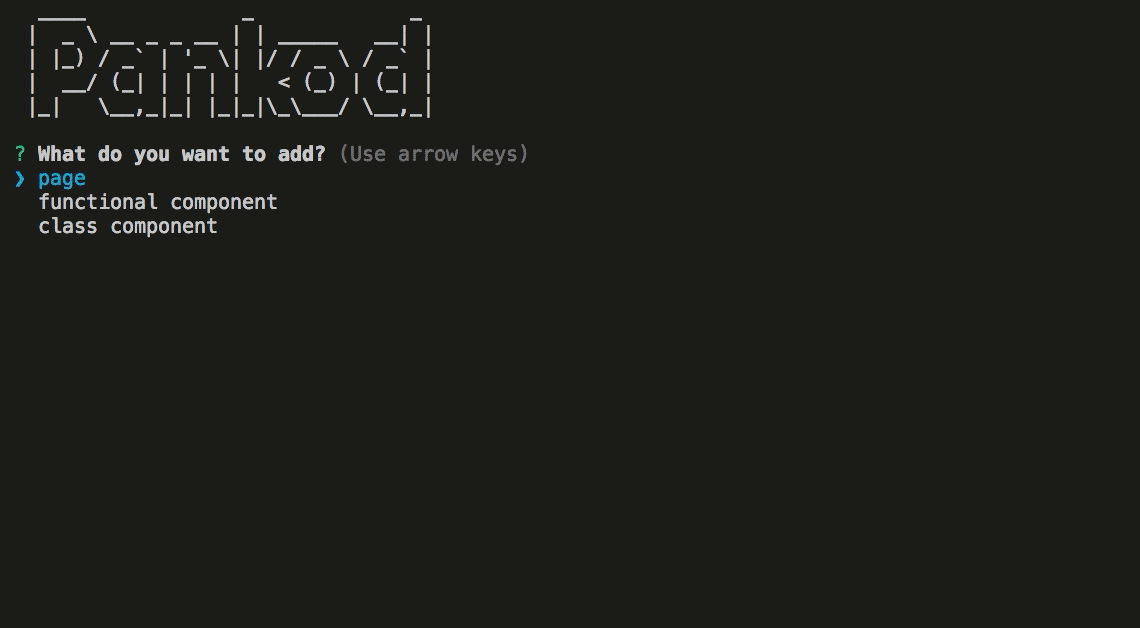 Pankod
? What do you want to add? (Use arrow keys)
❯ page
functional component
class component